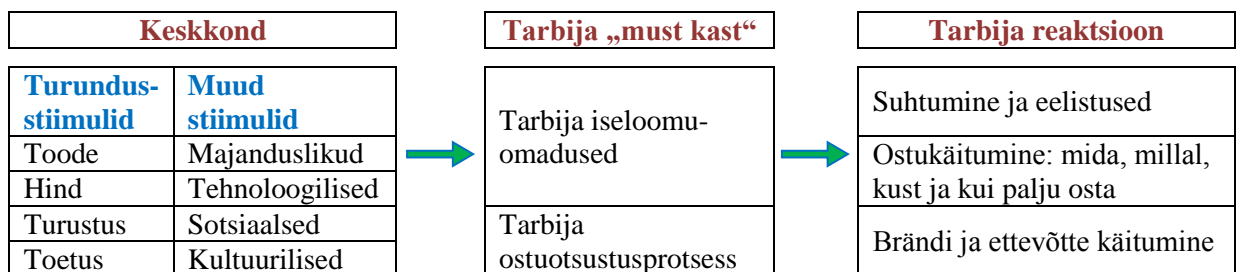 Keskkond
Tarbija „must kast“
Tarbija reaktsioon
Turundus-
stiimulid
Muud
stiimulid
Toode
Majanduslikud
Hind
Tehnoloogilised
Turustus
Sotsiaalsed
Toetus
Kultuurilised
Tarbija iseloomu-
omadused
Tarbija
ostuotsustusprotsess
Suhtumine ja eelistused
Ostukäitumine: mida, millal,
kust ja kui palju osta
Brändi ja ettevõtte käitumine